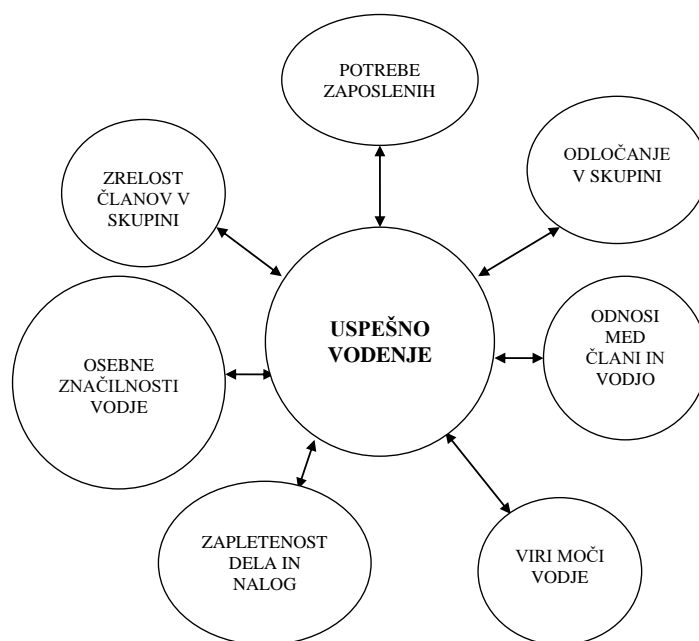 POTREBE
ZAPOSLENIH
ODLOČANJE
V SKUPINI
ZRELOST
ČLANOV V
SKUPINI
USPEŠNO
VODENJE
ODNOSI
MED
ČLANI IN
VODJO
OSEBNE
ZNAČILNOSTI
VODJE
ZAPLETENOST
DELA IN
NALOG
VIRI MOČI
VODJE